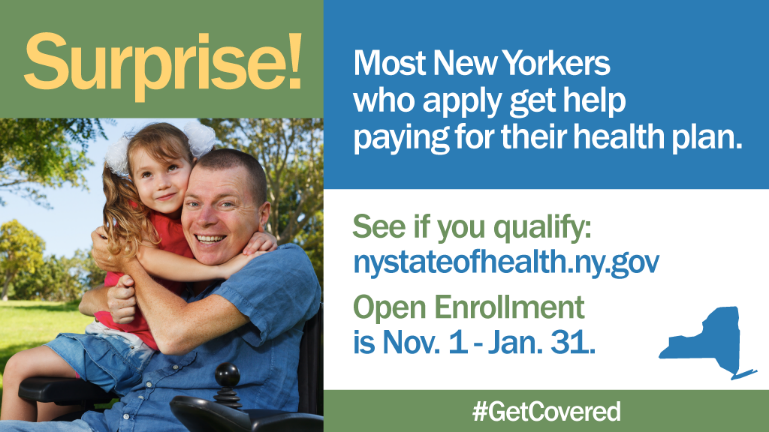 Surprise!
Most New Yorkers
who apply get help
paying for their health plan.
See if you qualify:
nystateofhealth.ny.gov
Open Enrollment
is Nov. 1 - Jan. 31.
#GetCovered